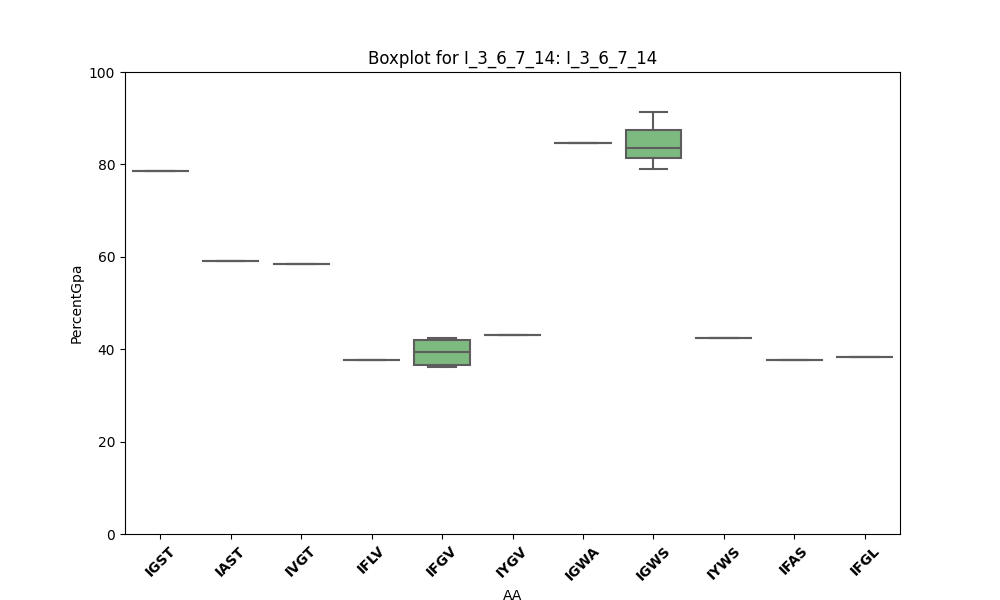 Boxplot for I_3_6_7_14: I_3_6_7_14
PercentGpa
100
80
60
40
20
0
IGST IAST IVGT IFLV IFGV IYGV IGWA IGWS IYWS IFAS IFGL
AA